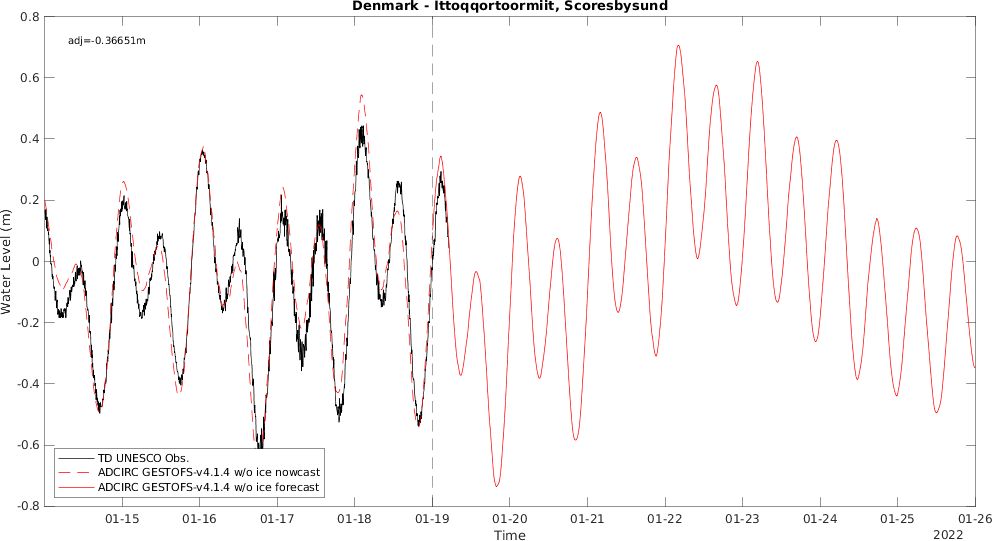 Denmark - Ittoqqortoormiit, Scoresbysund
adj=-0.36651m
0.8
0.6
0.4
0.2
0
-0.2
-0.4
-0.6
-0.8
Water Level (m)
TD UNESCO Obs.
ADCIRC GESTOFS-v4.1.4 w/o ice nowcast
ADCIRC GESTOFS-v4.1.4 w/o ice forecast
01-15 01-16 01-17 01-18 01-19 01-20 01-21 01-22 01-23 01-24 01-25 01-26
Time
2022